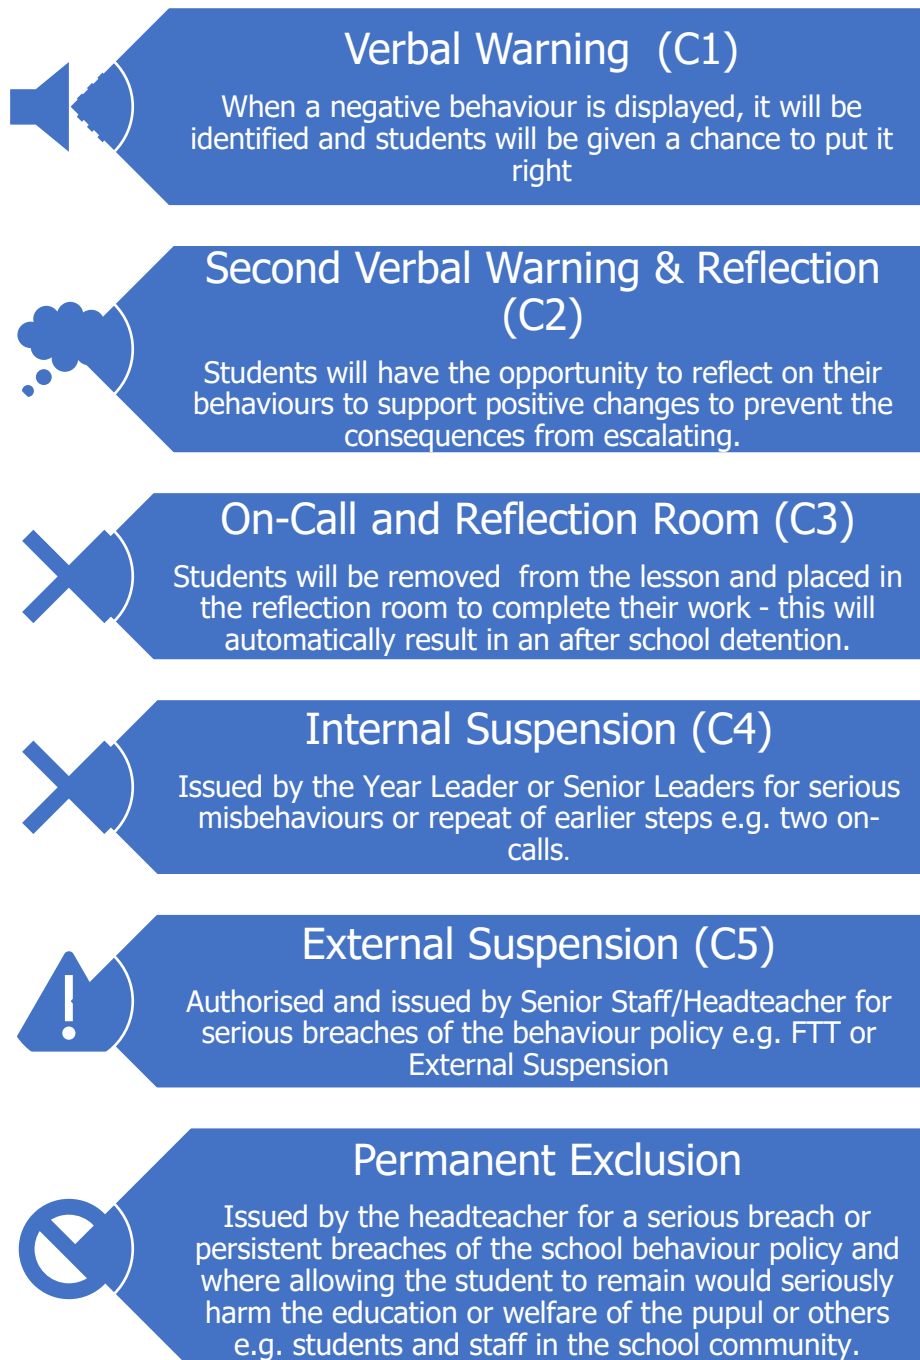 Verbal Warning  (C1)
When a negative behaviour is displayed, it will be
identified and students will be given a chance to put it
right
Second Verbal Warning & Reflection
(C2)
Students will have the opportunity to reflect on their
behaviours to support positive changes to prevent the
consequences from escalating.
On-Call and Reflection Room (C3)
Students will be removed  from the lesson and placed in
the reflection room to complete their work - this will
automatically result in an after school detention.
Internal Suspension (C4)
Issued by the Year Leader or Senior Leaders for serious
misbehaviours or repeat of earlier steps e.g. two on-
calls.
External Suspension (C5)
Authorised and issued by Senior Staff/Headteacher for
serious breaches of the behaviour policy e.g. FTT or
External Suspension
Permanent Exclusion
Issued by the headteacher for a serious breach or
persistent breaches of the school behaviour policy and
where allowing the student to remain would seriously
harm the education or welfare of the pupul or others
e.g. students and staff in the school community.